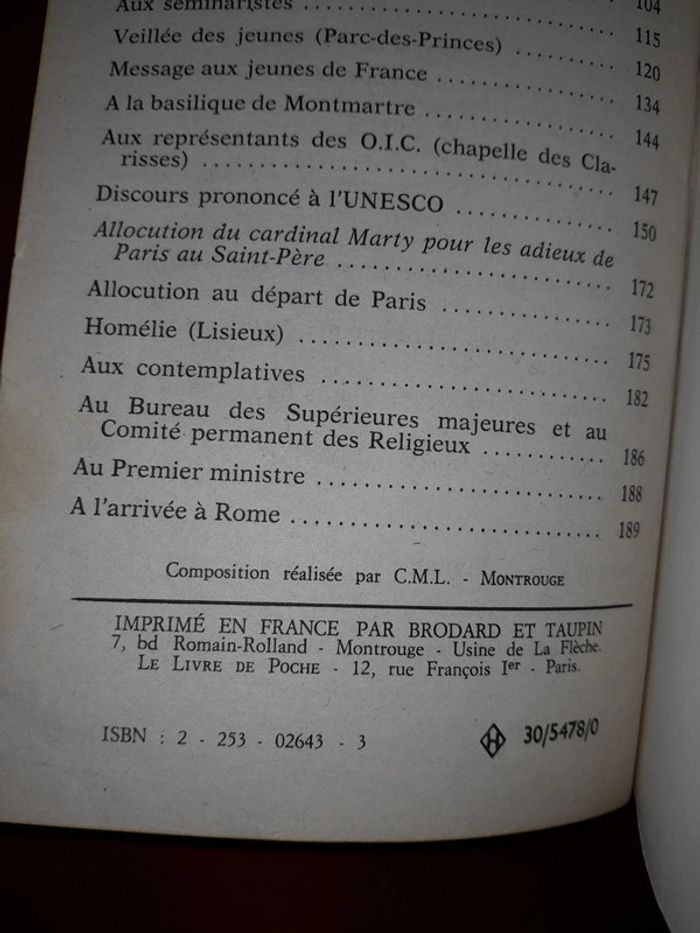 Aux séminaristes .............................. 104
Veillée des jeunes (Parc-des-Princes) ............ 115
Message aux jeunes de France .................. 120
A la basilique de Montmartre .................... 134
Aux représentants des O.I.C. (chapelle des Cla- 144
risses) ........................................ 147
Discours prononcé à l'UNESCO ................ 150
Allocution du cardinal Marty pour les adieux de
Paris au Saint-Père ............................ 172
Allocution au départ de Paris .................. 173
Homélie (Lisieux) .............................. 175
Aux contemplatives ............................ 182
Au Bureau des Supérieures majeures et au
Comité permanent des Religieux ............ 186
Au Premier ministre ............................ 188
A l'arrivée à Rome .............................. 189
Composition réalisée par C.M.L. - MONTROUGE
IMPRIMÉ EN FRANCE PAR BRODARD ET TAUPIN
7, bd Romain-Rolland - Montrouge - Usine de La Flèche.
LE LIVRE DE POCHE - 12, rue François Ier - Paris.
ISBN : 2 - 253 - 02643 - 3
H 30/5478/0